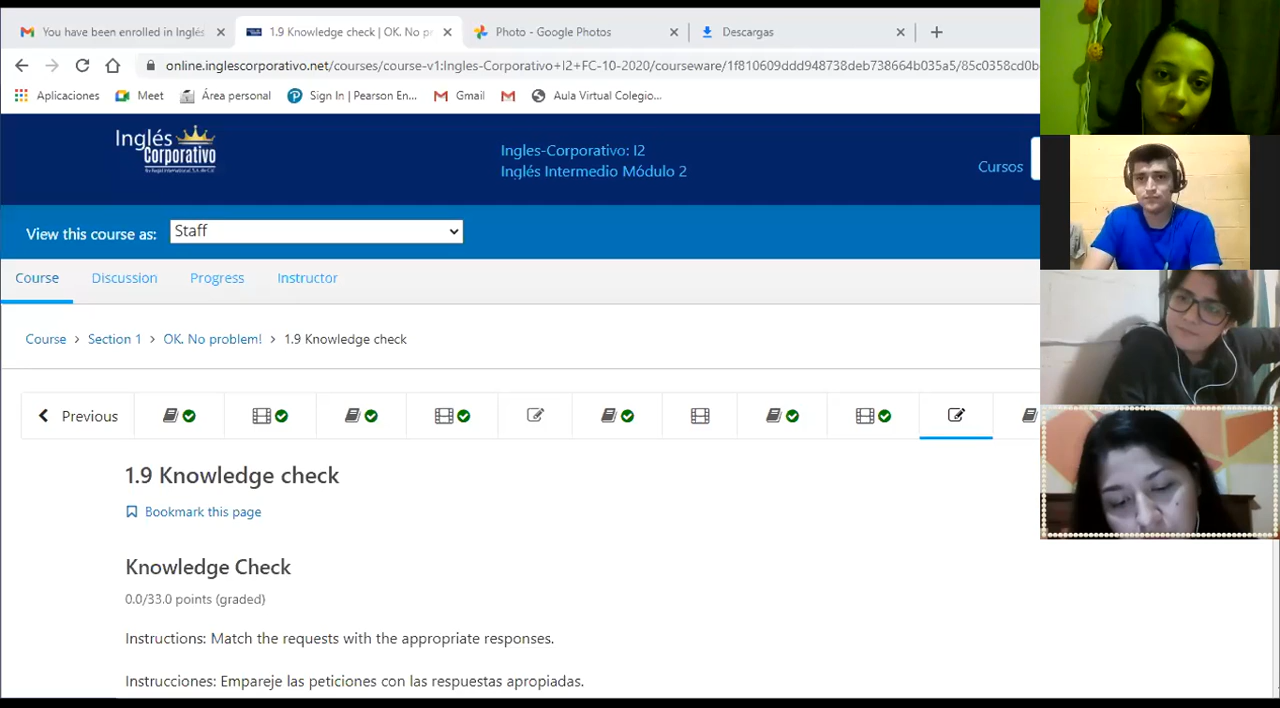 You have been enrolled in Inglés
1.9 Knowledge check | OK. No p
Photo - Google Photos
Descargas
online.inglescorporativo.net/courses/course-v1:Ingles-Corporativo+I2+FC-10-2020/courseware/1f810609ddd948738deb738664b035a5/85c0358cd0b
Aplicaciones
Meet
Área personal
Sign In | Pearson En...
Gmail
Aula Virtual Colegio...
Inglés
Corporativo
Ingles-Corporativo: I2
Inglés Intermedio Módulo 2
Cursos
View this course as:
Staff
Course
Discussion
Progress
Instructor
Course > Section 1 > OK. No problem! > 1.9 Knowledge check
Previous
1.9 Knowledge check
Bookmark this page
Knowledge Check
0.0/33.0 points (graded)
Instructions: Match the requests with the appropriate responses.
Instrucciones: Empareje las peticiones con las respuestas apropiadas.